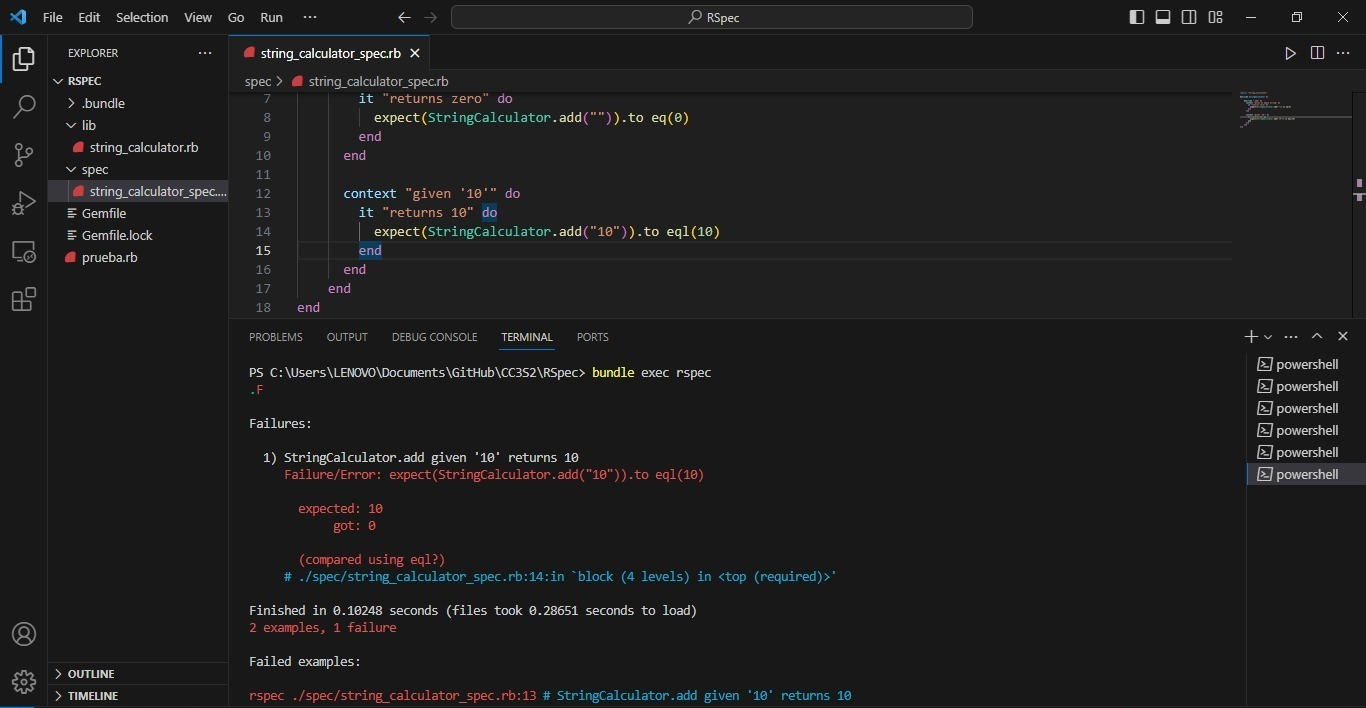 File Edit Selection View Go Run ··· RSpec
EXPLORER ···
RSPEC
.bundle
lib
string_calculator.rb
spec
string_calculator_spec....
Gemfile
Gemfile.lock
prueba.rb
OUTLINE
TIMELINE
string_calculator_spec.rb
spec > string_calculator_spec.rb
7 it "returns zero" do
8 expect(StringCalculator.add("")).to eq(0)
9 end
10 end
11
12 context "given '10'" do
13 it "returns 10" do
14 expect(StringCalculator.add("10")).to eql(10)
15 end
16 end
17 end
18 end
PROBLEMS OUTPUT DEBUG CONSOLE TERMINAL PORTS
PS C:\Users\LENOVO\Documents\GitHub\CC3S2\RSpec> bundle exec rspec
.F
Failures:
1) StringCalculator.add given '10' returns 10
Failure/Error: expect(StringCalculator.add("10")).to eql(10)
expected: 10
got: 0
(compared using eql?)
# ./spec/string_calculator_spec.rb:14:in `block (4 levels) in <top (required)>'
Finished in 0.10248 seconds (files took 0.28651 seconds to load)
2 examples, 1 failure
Failed examples:
rspec ./spec/string_calculator_spec.rb:13 # StringCalculator.add given '10' returns 10
powershell
powershell
powershell
powershell
powershell
powershell